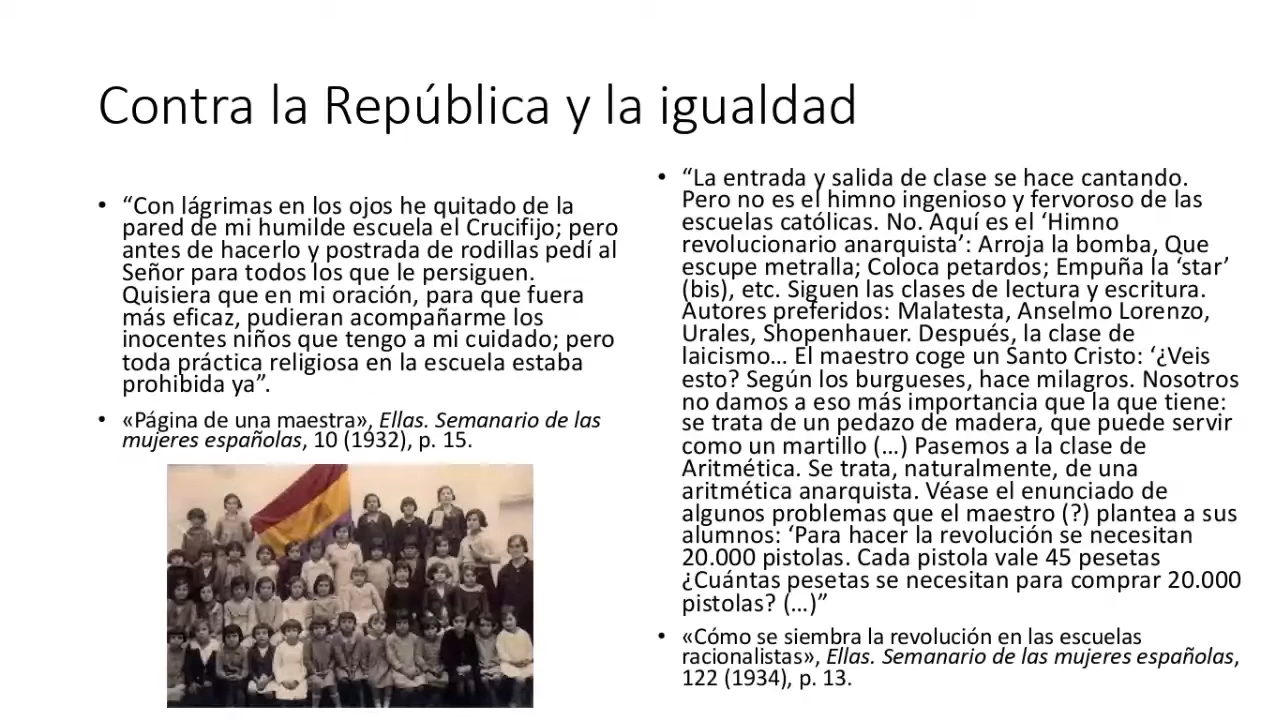 Contra la República y la igualdad
• “Con lágrimas en los ojos he quitado de la
pared de mi humilde escuela el Crucifijo; pero
antes de hacerlo y postrada de rodillas pedí al
Señor para todos los que le persiguen.
Quisiera que en mi oración, para que fuera
más eficaz, pudieran acompañarme los
inocentes niños que tengo a mi cuidado; pero
toda práctica religiosa en la escuela estaba
prohibida ya”.
• «Página de una maestra», Ellas. Semanario de las
mujeres españolas, 10 (1932), p. 15.
• “La entrada y salida de clase se hace cantando.
Pero no es el himno ingenioso y fervoroso de las
escuelas católicas. No. Aquí es el ‘Himno
revolucionario anarquista’: Arroja la bomba, Que
escupe metralla; Coloca petardos; Empuña la ‘star’
(bis), etc. Siguen las clases de lectura y escritura.
Autores preferidos: Malatesta, Anselmo Lorenzo,
Urales, Shopenhauer. Después, la clase de
laicismo… El maestro coge un Santo Cristo: ‘¿Veis
esto? Según los burgueses, hace milagros. Nosotros
no damos a eso más importancia que la que tiene:
se trata de un pedazo de madera, que puede servir
como un martillo (…) Pasemos a la clase de
Aritmética. Se trata, naturalmente, de una
aritmética anarquista. Véase el enunciado de
algunos problemas que el maestro (?) plantea a sus
alumnos: ‘Para hacer la revolución se necesitan
20.000 pistolas. Cada pistola vale 45 pesetas
¿Cuántas pesetas se necesitan para comprar 20.000
pistolas? (…)”
• «Cómo se siembra la revolución en las escuelas
racionalistas», Ellas. Semanario de las mujeres españolas,
122 (1934), p. 13.